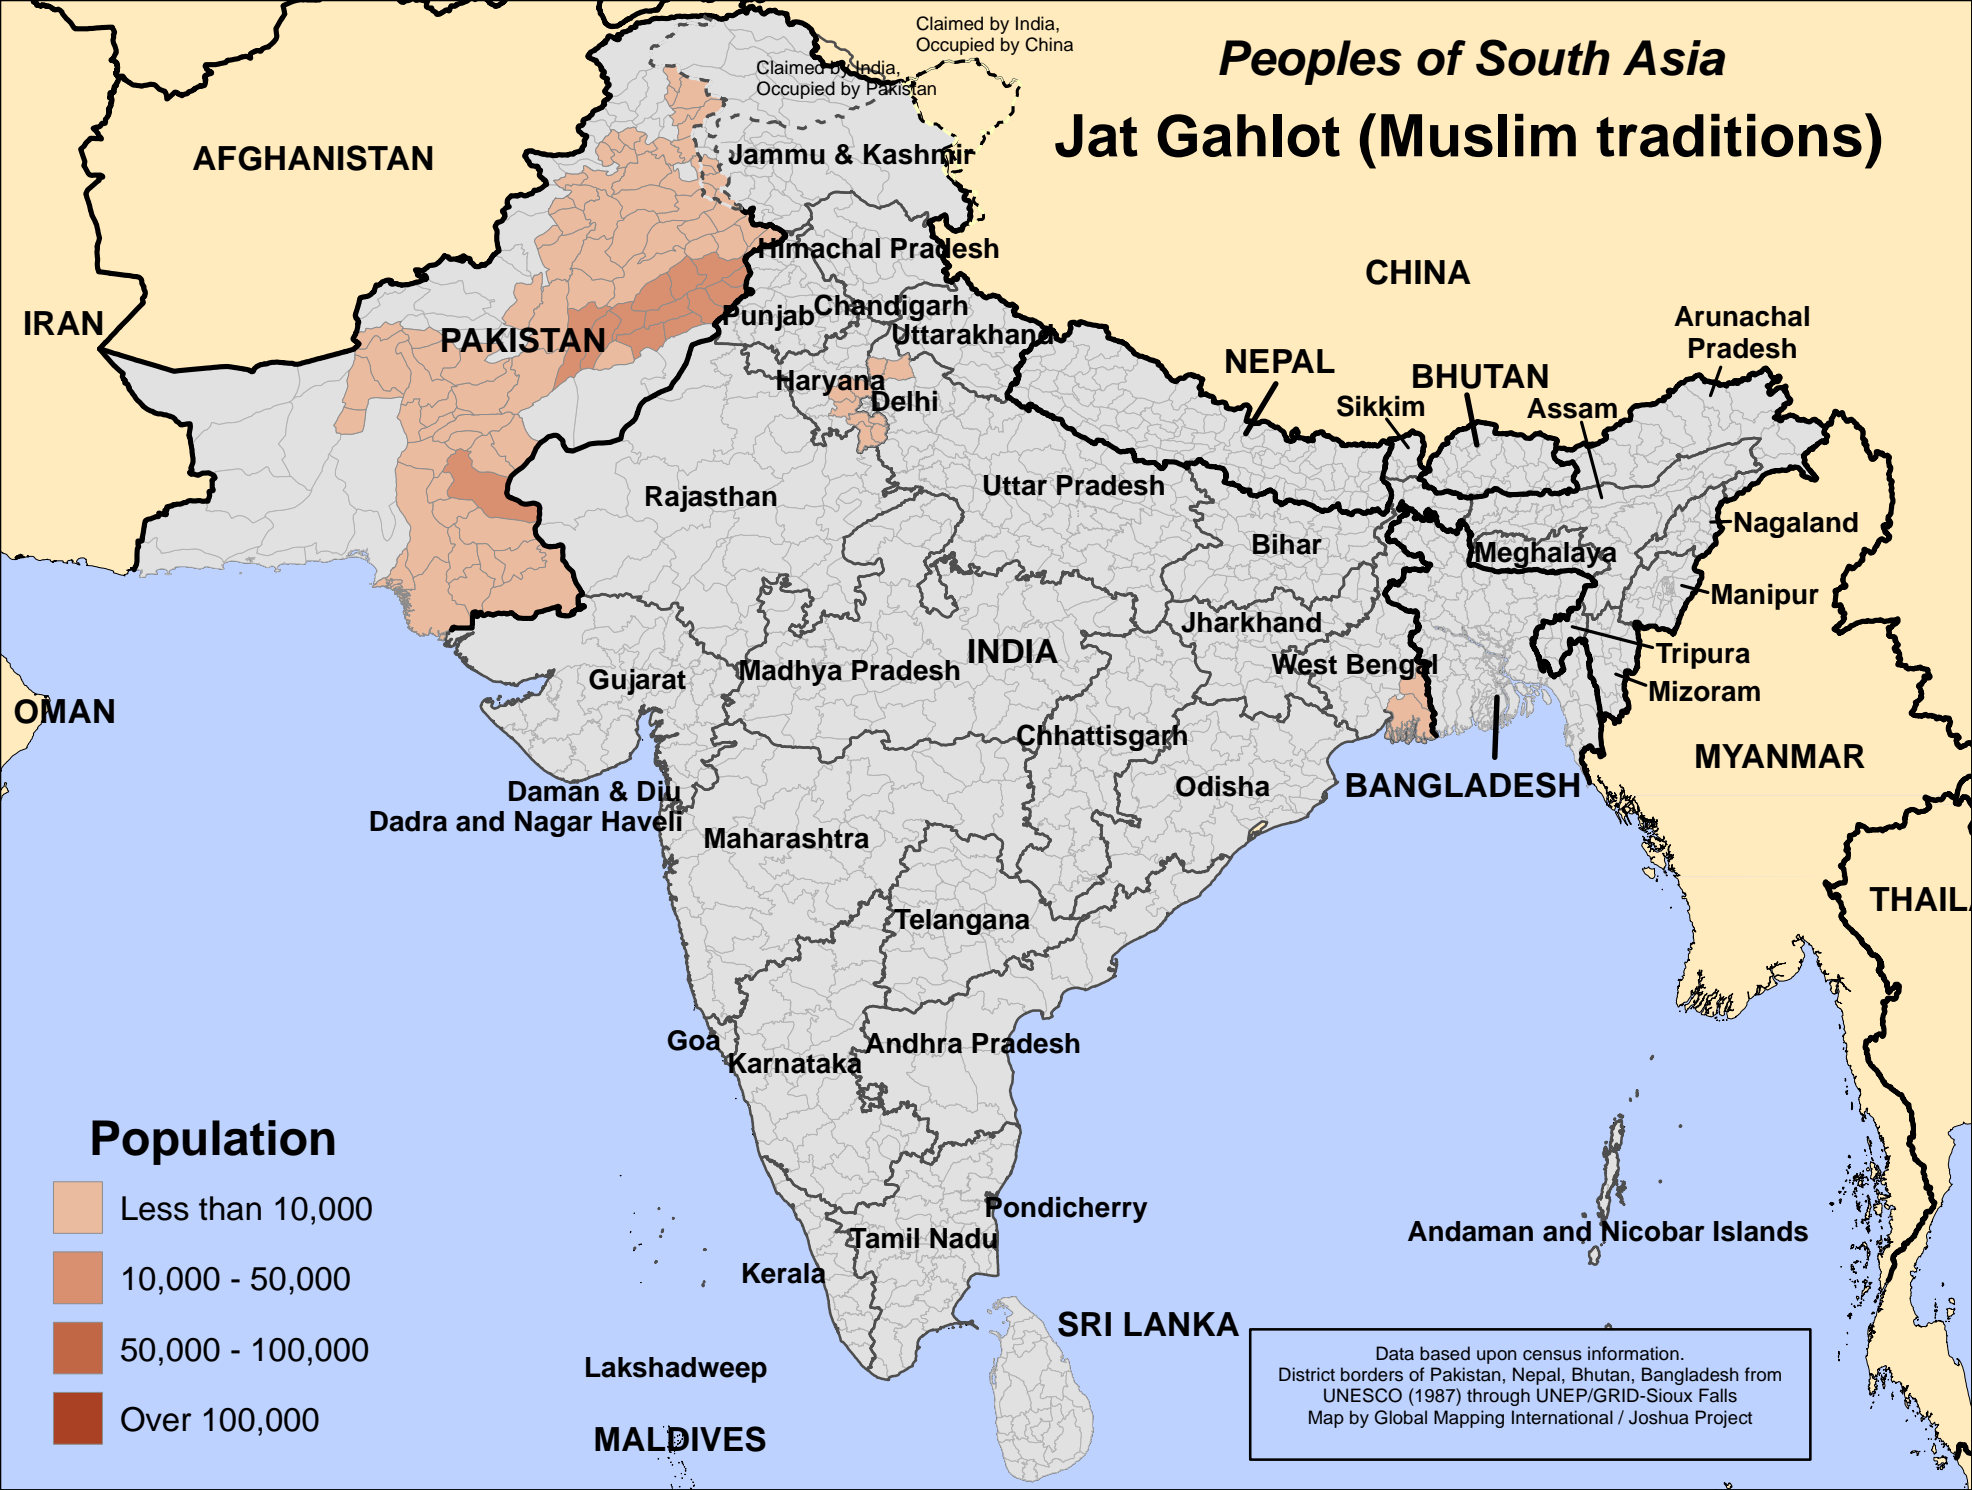 Peoples of South Asia
Jat Gahlot (Muslim traditions)
Claimed by India,
Occupied by China
Claimed by India,
Occupied by Pakistan
AFGHANISTAN
Jammu & Kashmir
Himachal Pradesh
CHINA
IRAN
PAKISTAN
Punjab
Chandigarh
Uttarakhand
Arunachal
Pradesh
NEPAL
BHUTAN
Haryana
Delhi
Sikkim
Assam
Rajasthan
Uttar Pradesh
Bihar
Meghalaya
Nagaland
Manipur
Jharkhand
INDIA
West Bengal
Tripura
Mizoram
Gujarat
Madhya Pradesh
OMAN
Chhattisgarh
Odisha
BANGLADESH
MYANMAR
Daman & Diu
Dadra and Nagar Haveli
Maharashtra
Telangana
THAIL
Goa
Karnataka
Andhra Pradesh
Pondicherry
Tamil Nadu
Kerala
Andaman and Nicobar Islands
SRI LANKA
Lakshadweep
MALDIVES
Population
Less than 10,000
10,000 - 50,000
50,000 - 100,000
Over 100,000
Data based upon census information.
District borders of Pakistan, Nepal, Bhutan, Bangladesh from
UNESCO (1987) through UNEP/GRID-Sioux Falls
Map by Global Mapping International / Joshua Project